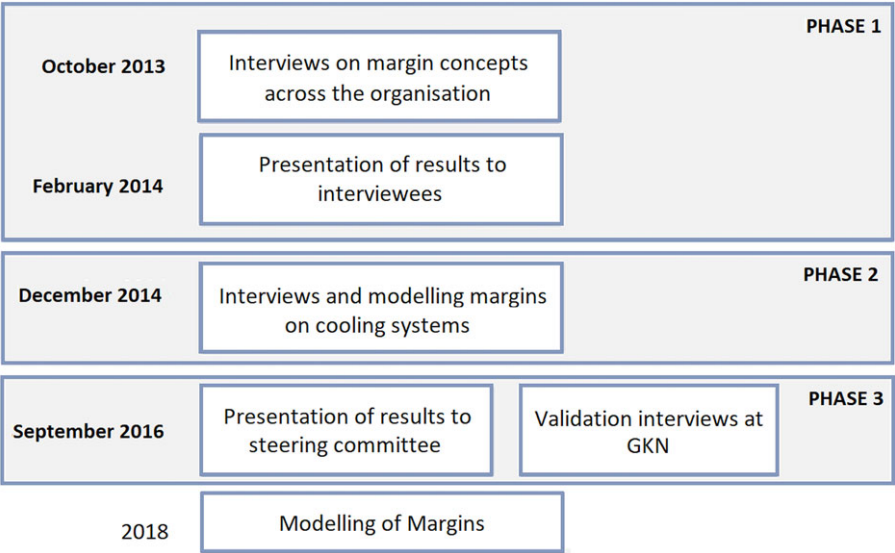 PHASE 1
October 2013
Interviews on margin concepts
across the organisation
February 2014
Presentation of results to
interviewees
PHASE 2
December 2014
Interviews and modelling margins
on cooling systems
PHASE 3
September 2016
Presentation of results to
steering committee
Validation interviews at
GKN
2018
Modelling of Margins